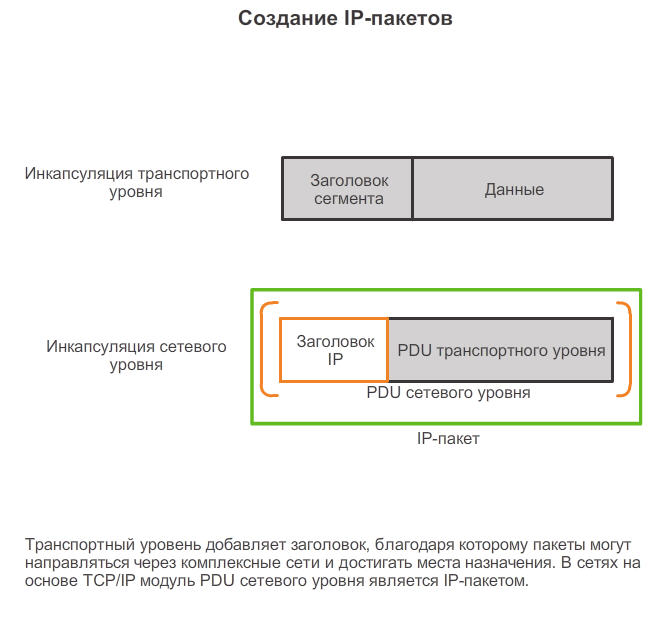 Создание IP-пакетов
Инкапсуляция транспортного
уровня
Заголовок
сегмента
Данные
Инкапсуляция сетевого
уровня
Заголовок
IP
PDU транспортного уровня
PDU сетевого уровня
IP-пакет
Транспортный уровень добавляет заголовок, благодаря которому пакеты могут
направляться через комплексные сети и достигать места назначения. В сетях на
основе TCP/IP модуль PDU сетевого уровня является IP-пакетом.